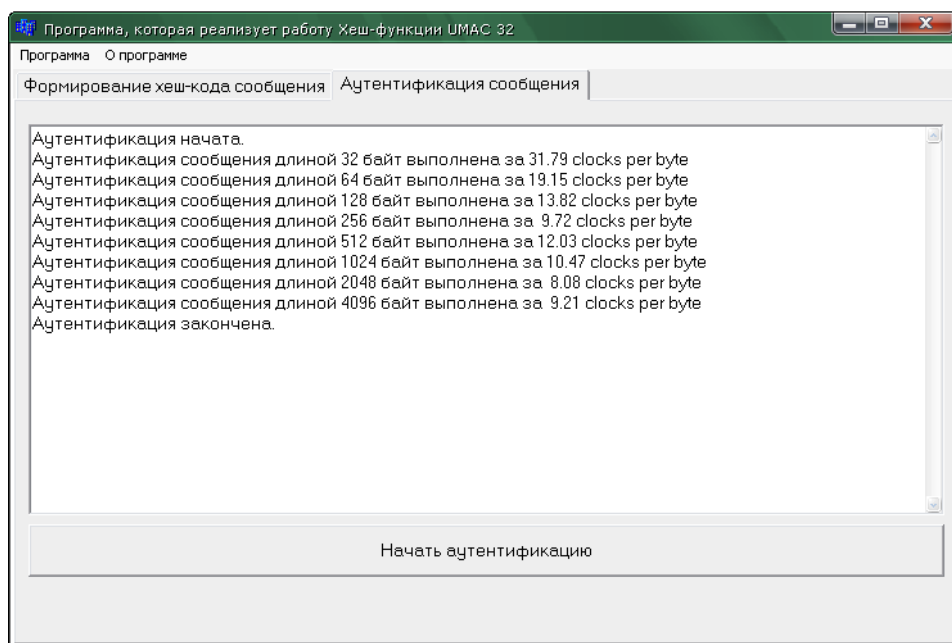 Программа, которая реализует работу Хеш-функции UMAC 32
Программа О программе
Формирование хеш-кода сообщения Аутентификация сообщения
Аутентификация начата.
Аутентификация сообщения длиной 32 байт выполнена за 31.79 clocks per byte
Аутентификация сообщения длиной 64 байт выполнена за 19.15 clocks per byte
Аутентификация сообщения длиной 128 байт выполнена за 13.82 clocks per byte
Аутентификация сообщения длиной 256 байт выполнена за 9.72 clocks per byte
Аутентификация сообщения длиной 512 байт выполнена за 12.03 clocks per byte
Аутентификация сообщения длиной 1024 байт выполнена за 10.47 clocks per byte
Аутентификация сообщения длиной 2048 байт выполнена за 8.08 clocks per byte
Аутентификация сообщения длиной 4096 байт выполнена за 9.21 clocks per byte
Аутентификация закончена.
Начать аутентификацию